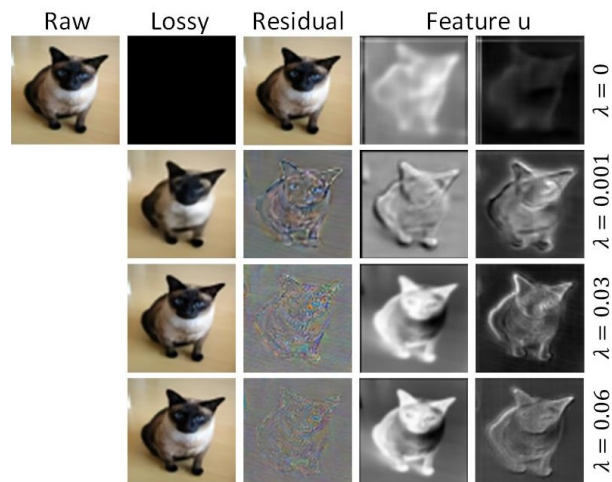 Raw Lossy Residual Feature u
λ = 0
λ = 0.001
λ = 0.03
λ = 0.06